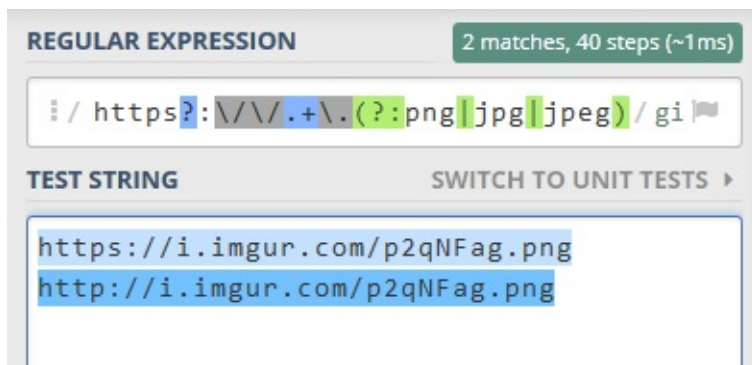 REGULAR EXPRESSION 2 matches, 40 steps (~1ms)
/ https?:\/\/.+\.(?:png|jpg|jpeg) / gi
TEST STRING SWITCH TO UNIT TESTS
https://i.imgur.com/p2qNFag.png
http://i.imgur.com/p2qNFag.png